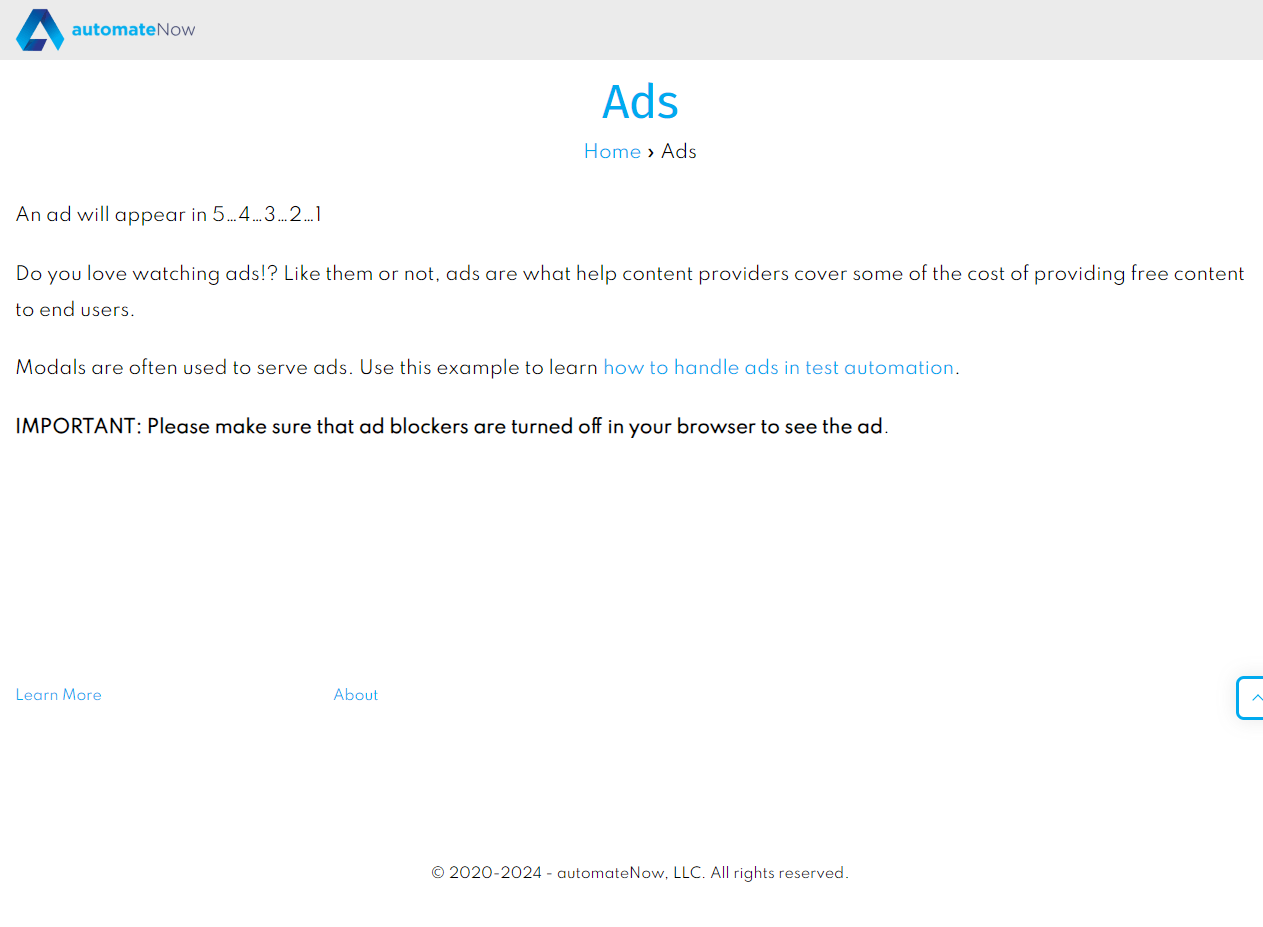 automateNow
Ads
Home › Ads
An ad will appear in 5…4…3…2…1
Do you love watching ads!? Like them or not, ads are what help content providers cover some of the cost of providing free content
to end users.
Modals are often used to serve ads. Use this example to learn how to handle ads in test automation.
IMPORTANT: Please make sure that ad blockers are turned off in your browser to see the ad.
Learn More
About
© 2020-2024 - automateNow, LLC. All rights reserved.